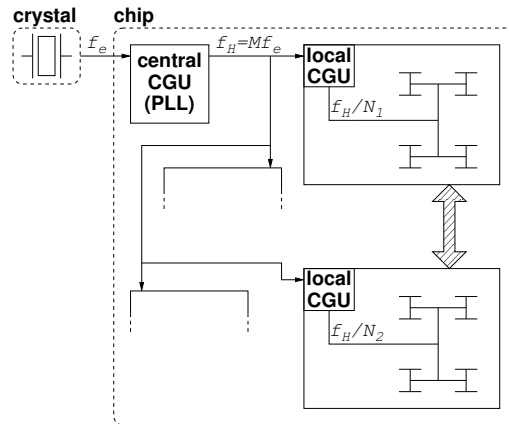 crystal
chip
f_e
central
CGU
(PLL)
f_H=Mf_e
local
CGU
f_H/N_1
local
CGU
f_H/N_2